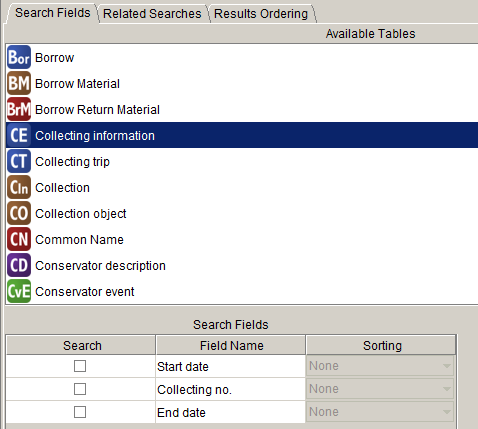 Search Fields Related Searches Results Ordering
Available Tables
Bor Borrow
BM Borrow Material
BrM Borrow Return Material
CE Collecting information
CT Collecting trip
Cln Collection
CO Collection object
CN Common Name
CD Conservator description
CvE Conservator event
Search Fields
Search Field Name Sorting
Start date None
Collecting no. None
End date None